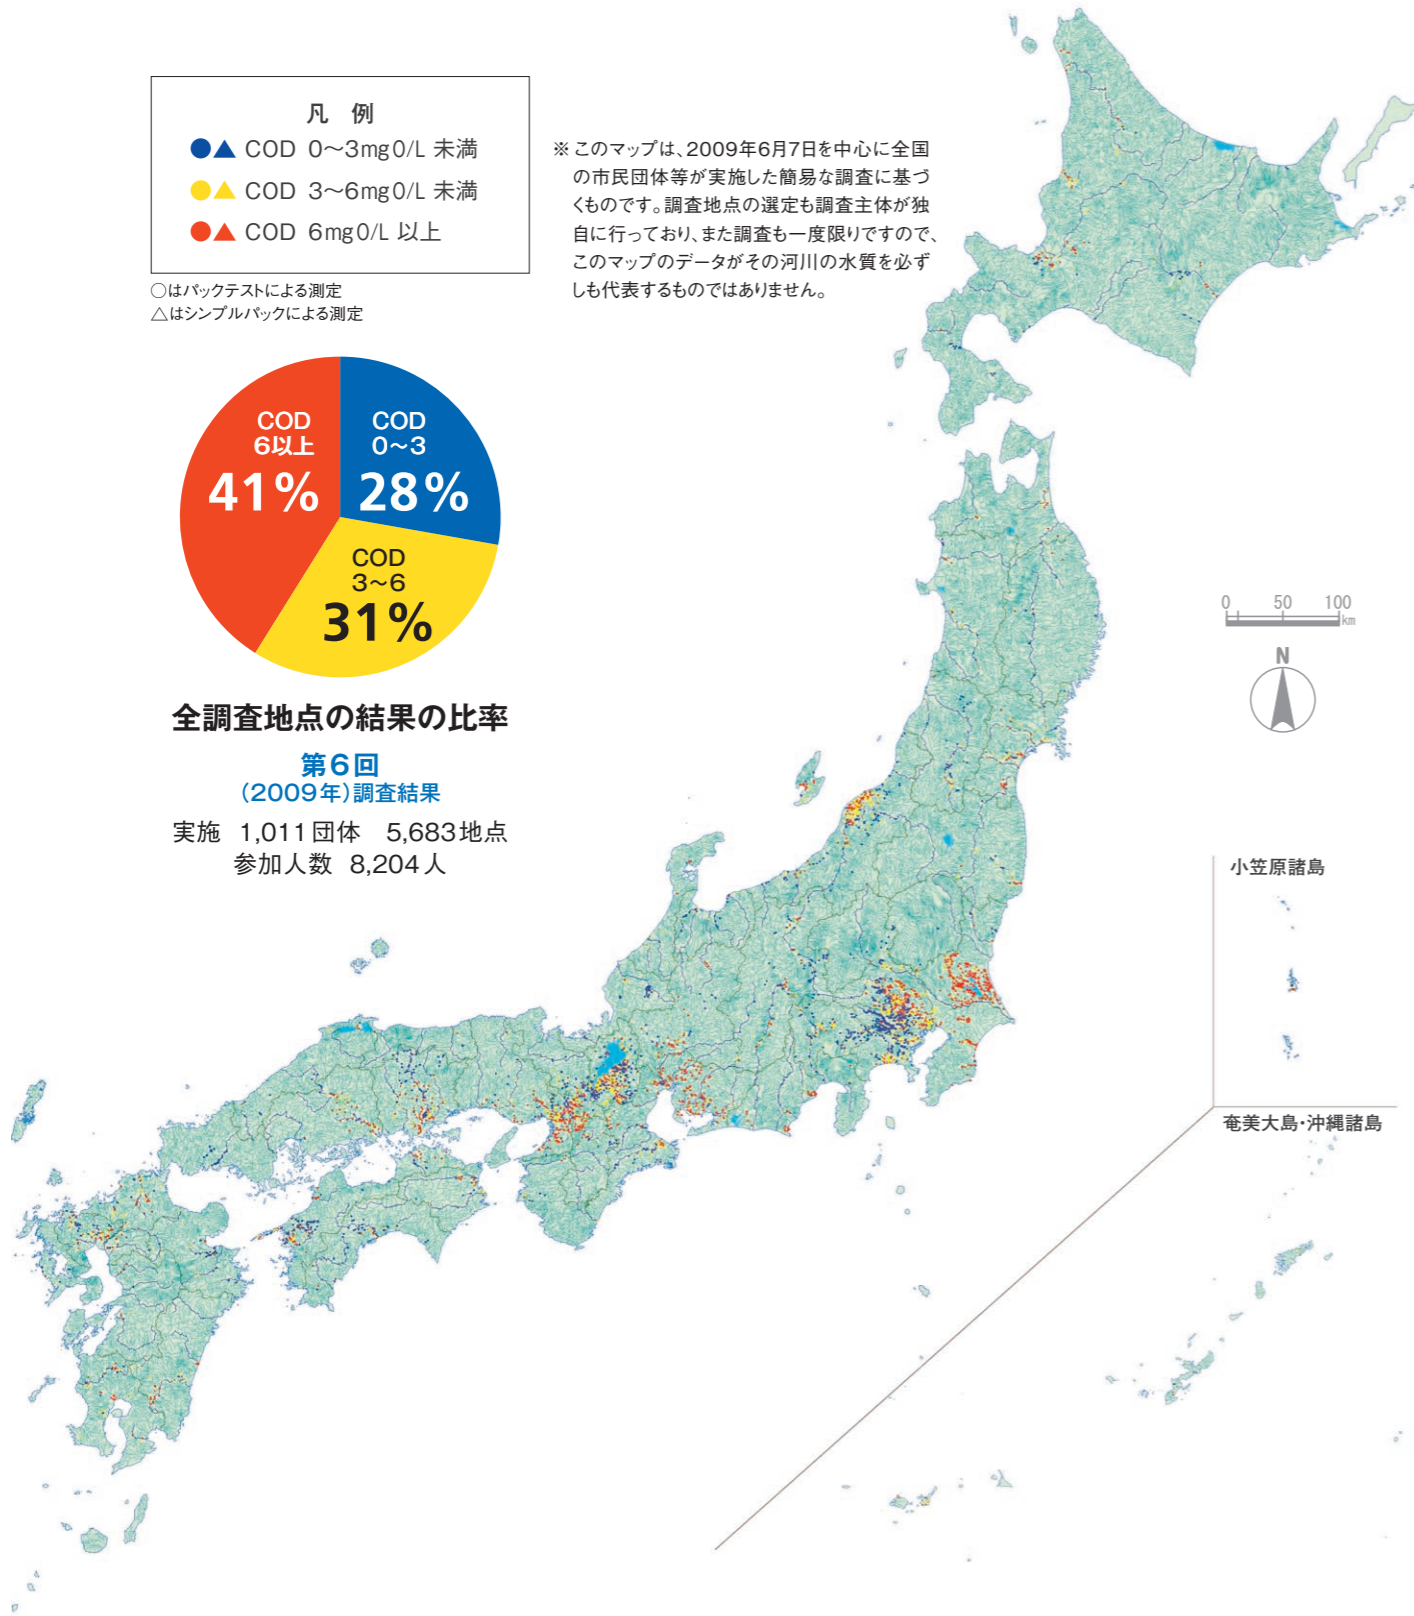 凡 例
●▲ COD 0〜3mg0/L 未満
●▲ COD 3〜6mg0/L 未満
●▲ COD 6mg0/L 以上
○はパックテストによる測定
△はシンプルパックによる測定
※ このマップは、2009年6月7日を中心に全国
の市民団体等が実施した簡易な調査に基づ
くものです。調査地点の選定も調査主体が独
自に行っており、また調査も一度限りですので、
このマップのデータがその河川の水質を必ず
しも代表するものではありません。
COD
6以上
41%
COD
0〜3
28%
COD
3〜6
31%
全調査地点の結果の比率
第6回
(2009年)調査結果
実施 1,011団体 5,683地点
参加人数 8,204人
0 50 100
km
N
小笠原諸島
奄美大島・沖縄諸島